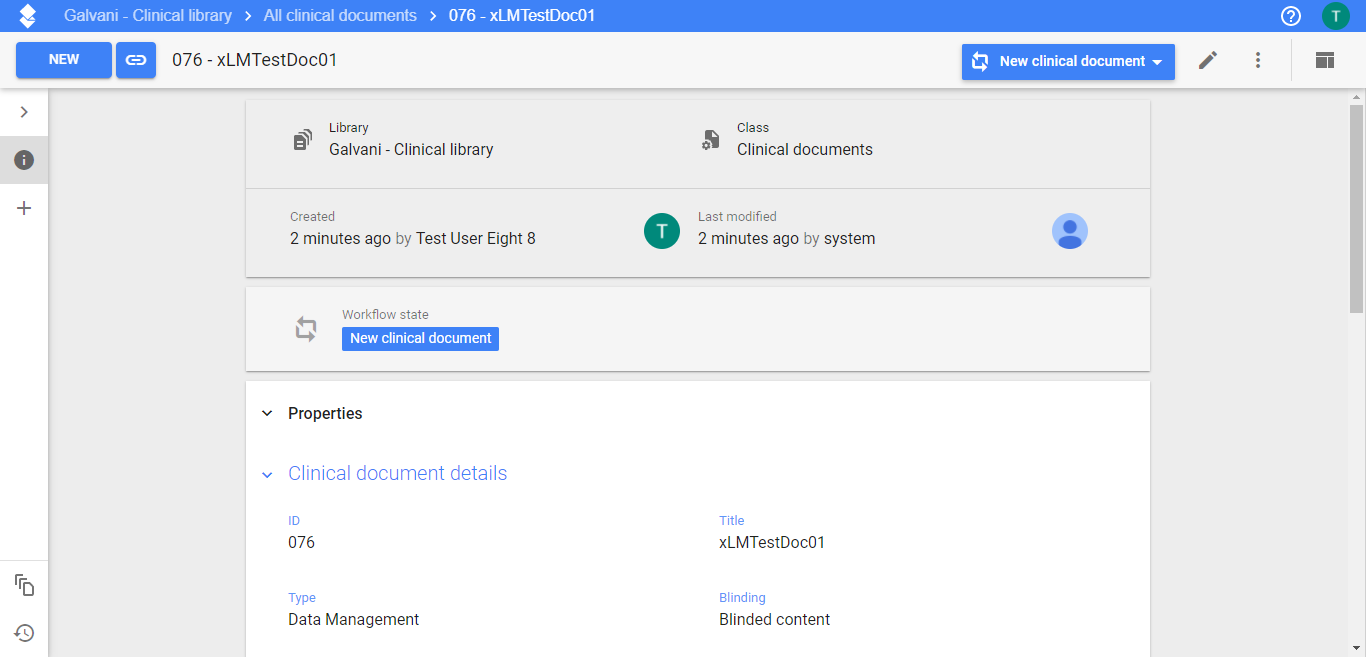 Galvani - Clinical library > All clinical documents > 076 - xLMTestDoc01
T
NEW
076 - xLMTestDoc01
New clinical document
Library
Galvani - Clinical library
Class
Clinical documents
Created
2 minutes ago by Test User Eight 8
T
Last modified
2 minutes ago by system
Workflow state
New clinical document
Properties
Clinical document details
ID
076
Title
xLMTestDoc01
Type
Data Management
Blinding
Blinded content